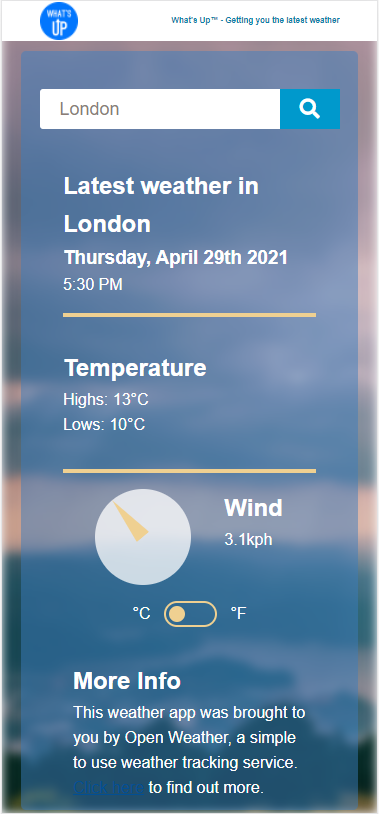 WHAT'S
UP
What's Up™ - Getting you the latest weather
London
Latest weather in
London
Thursday, April 29th 2021
5:30 PM
Temperature
Highs: 13°C
Lows: 10°C
Wind
3.1kph
°C °F
More Info
This weather app was brought to
you by Open Weather, a simple
to use weather tracking service.
Click here to find out more.